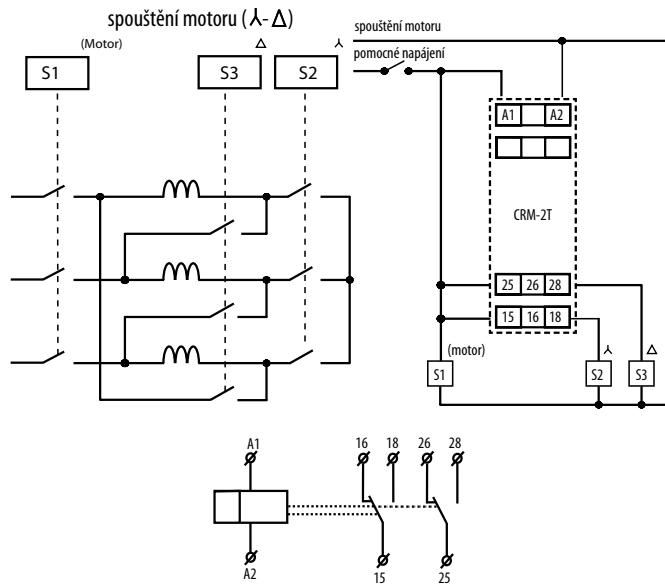 spouštění motoru (⅄-Δ)
(Motor)
S1
Δ
S3
⅄
S2
spouštění motoru
pomocné napájení
A1 A2
CRM-2T
25 26 28
15 16 18
(motor)
S1
⅄
S2
Δ
S3
A1
A2
16 18 26 28
15 25